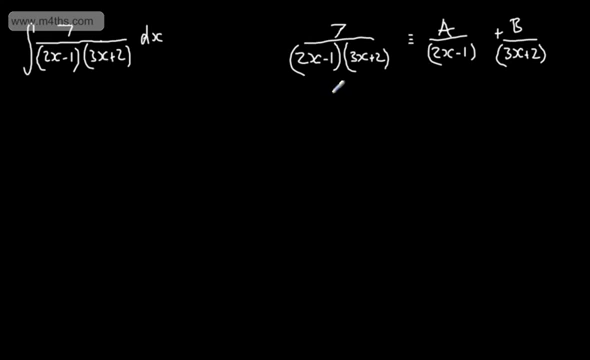 www.m4ths.com
∫ 7/((2x-1)(3x+2)) dx
7/((2x-1)(3x+2)) ≡ A/(2x-1) + B/(3x+2)